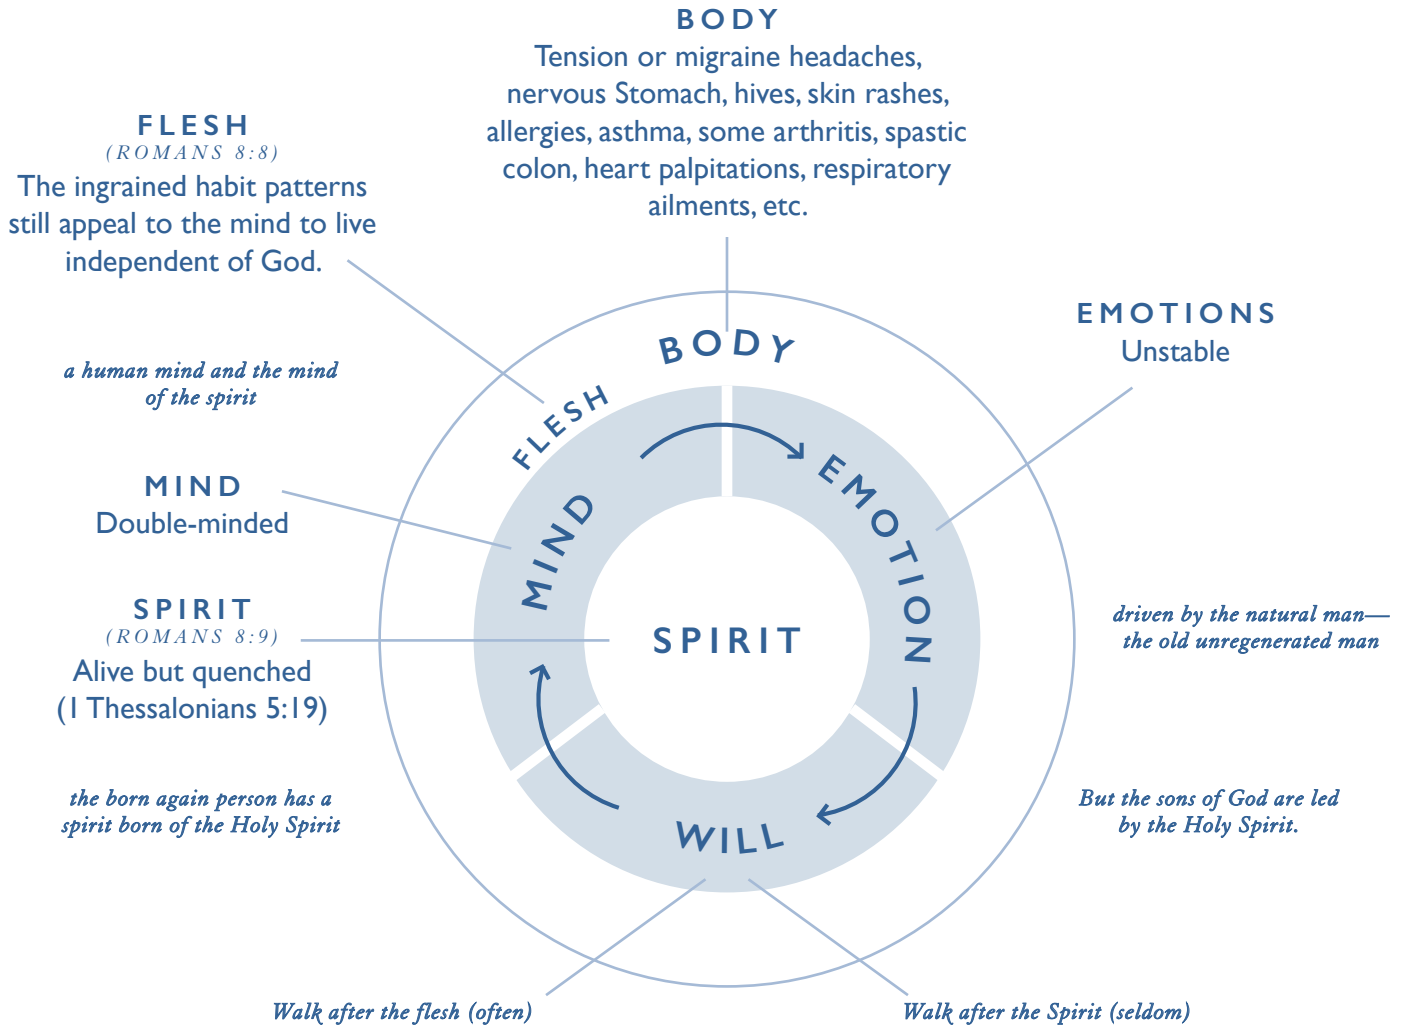 BODY
Tension or migraine headaches,
nervous Stomach, hives, skin rashes,
allergies, asthma, some arthritis, spastic
colon, heart palpitations, respiratory
ailments, etc.
FLESH
(ROMANS 8:8)
The ingrained habit patterns
still appeal to the mind to live
independent of God.
EMOTIONS
Unstable
a human mind and the mind
of the spirit
MIND
Double-minded
SPIRIT
(ROMANS 8:9)
Alive but quenched
(1 Thessalonians 5:19)
the born again person has a
spirit born of the Holy Spirit
BODY
FLESH
MIND
EMOTION
SPIRIT
WILL
driven by the natural man—
the old unregenerated man
But the sons of God are led
by the Holy Spirit.
Walk after the flesh (often)
Walk after the Spirit (seldom)